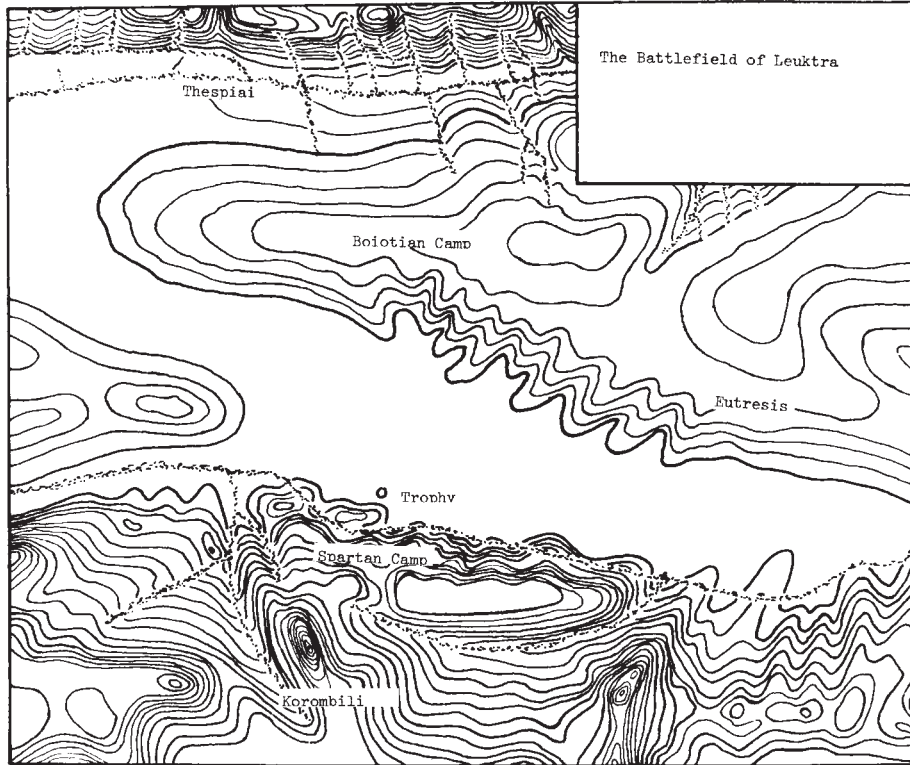 The Battlefield of Leuktra
Thespiai
Boiotian Camp
Eutresis
Trophy
Spartan Camp
Korombili